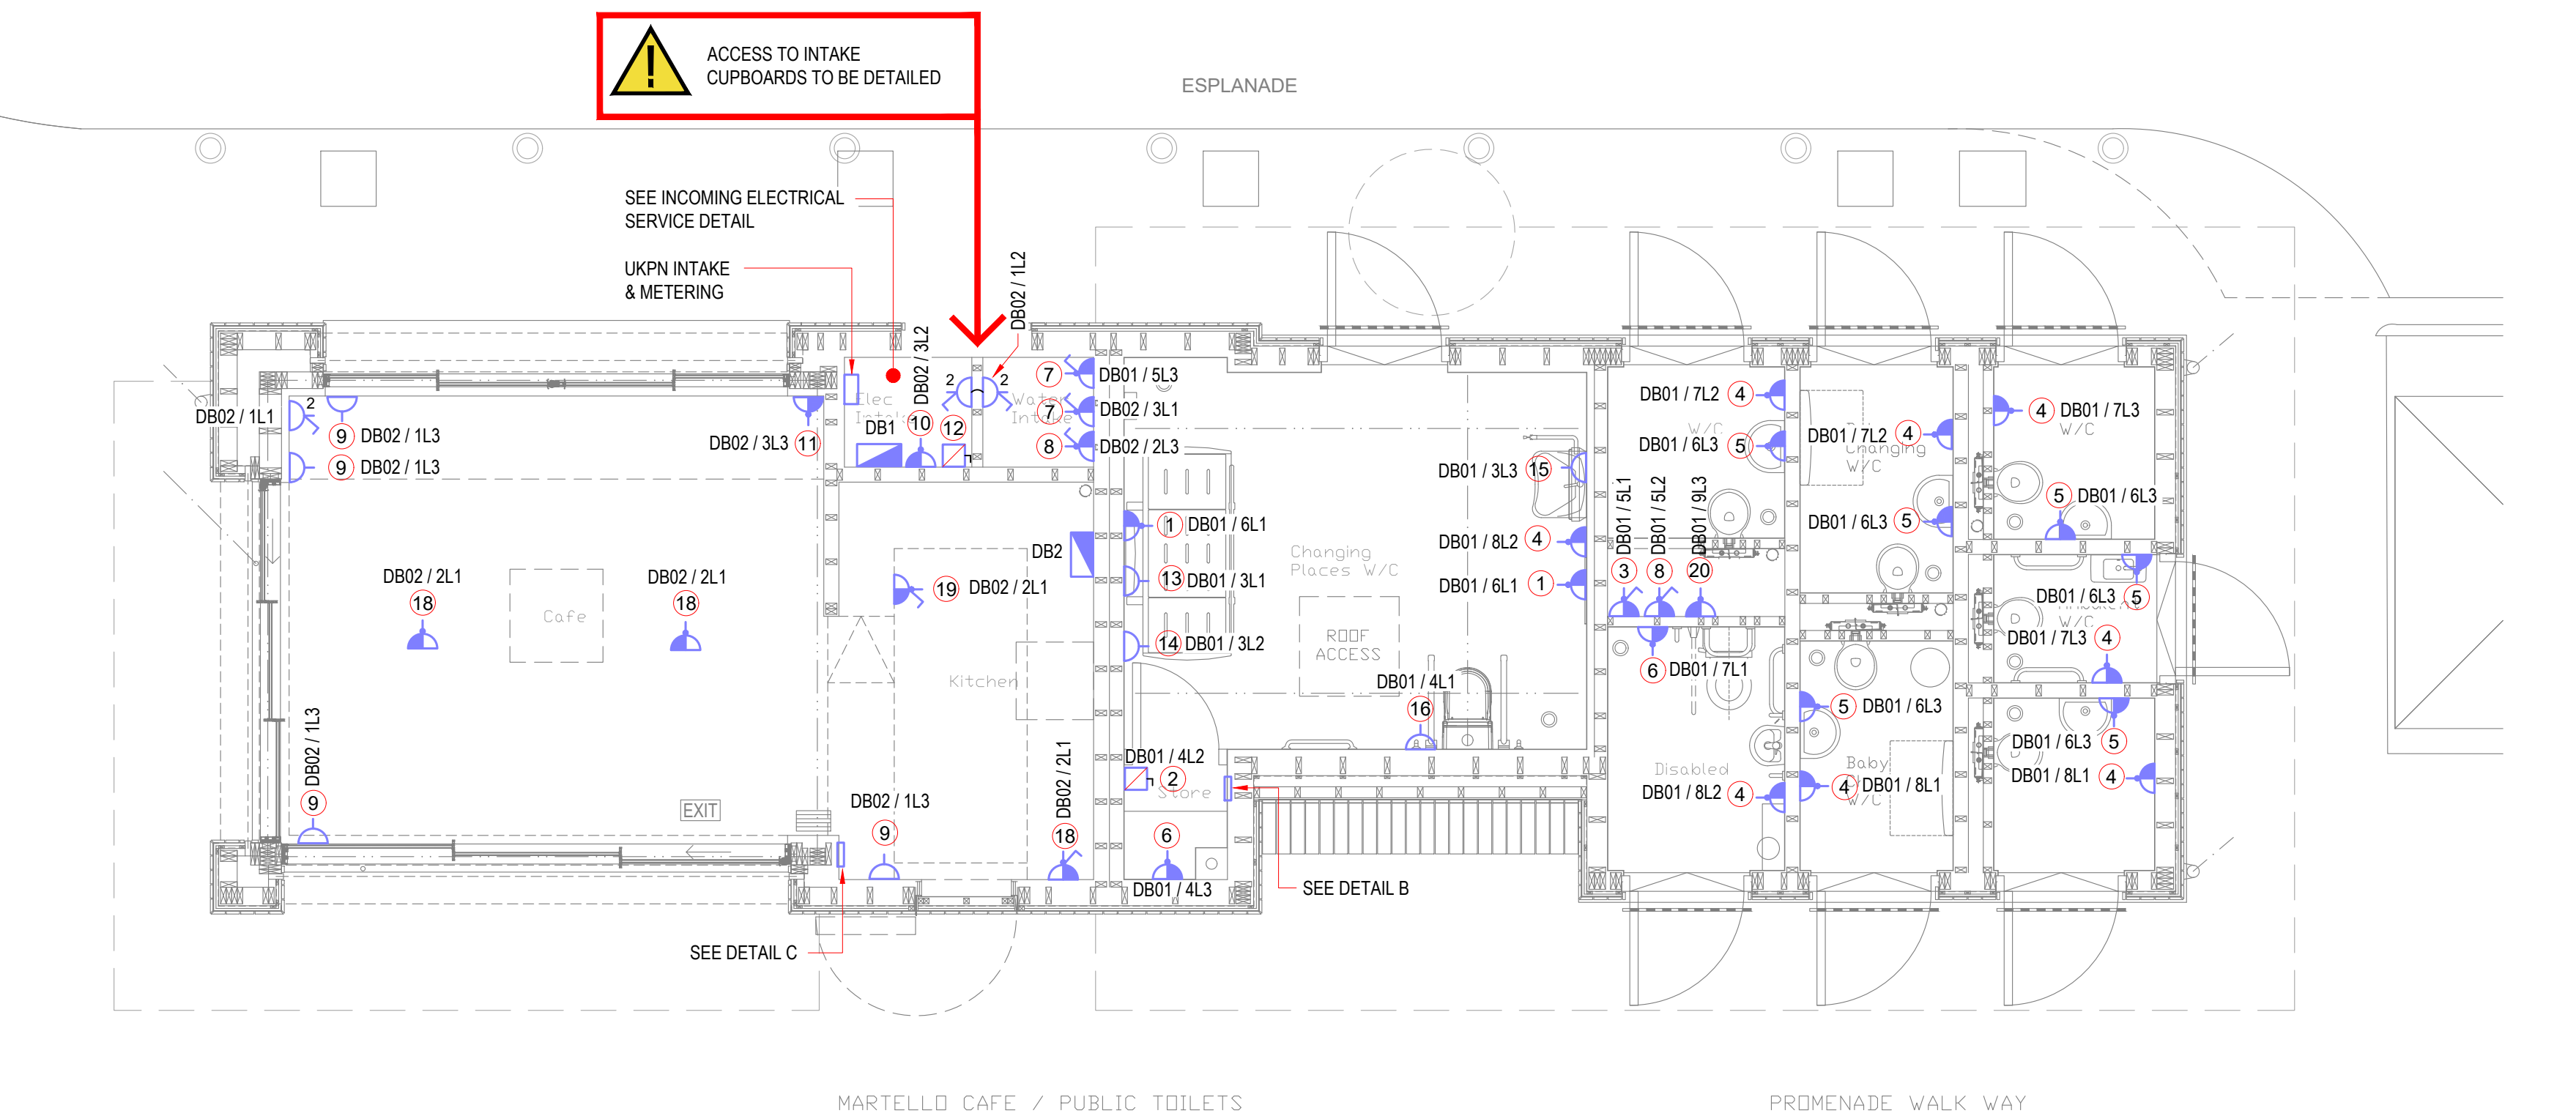 ACCESS TO INTAKE
CUPBOARDS TO BE DETAILED
ESPLANADE
SEE INCOMING ELECTRICAL
SERVICE DETAIL
UKPN INTAKE
& METERING
DB02 / 1L2
DB02 / 3L2
DB02 / 1L1
2
9 DB02 / 1L3
9 DB02 / 1L3
DB02 / 3L3 11
Elec
DB1
10
12
2
2
Water
Intake
7 DB01 / 5L3
7 DB02 / 3L1
8 DB02 / 2L3
DB2
DB02 / 2L1
18
DB02 / 2L1
18
Cafe
19 DB02 / 2L1
Kitchen
DB02 / 1L3
9
EXIT
DB02 / 1L3
9
DB02 / 2L1
18
SEE DETAIL C
1 DB01 / 6L1
13 DB01 / 3L1
14 DB01 / 3L2
Changing
Places W/C
ROOF
ACCESS
DB01 / 3L3 15
DB01 / 8L2 4
DB01 / 6L1 1
DB01 / 4L1
16
DB01 / 4L2
2
Store
6
DB01 / 4L3
SEE DETAIL B
DB01 / 7L2 4
W/C
DB01 / 6L3 5
DB01 / 5L1
3
DB01 / 5L2
8
DB01 / 9L3
20
6 DB01 / 7L1
Disabled
DB01 / 8L2 4
DB01 / 7L2 4
Changing
W/C
DB01 / 6L3 5
5 DB01 / 6L3
Baby
4 DB01 / 8L1
W/C
4 DB01 / 7L3
W/C
5 DB01 / 6L3
DB01 / 6L3 5
W/C
DB01 / 7L3 4
DB01 / 6L3 5
DB01 / 8L1 4
MARTELLO CAFE / PUBLIC TOILETS
PROMENADE WALK WAY